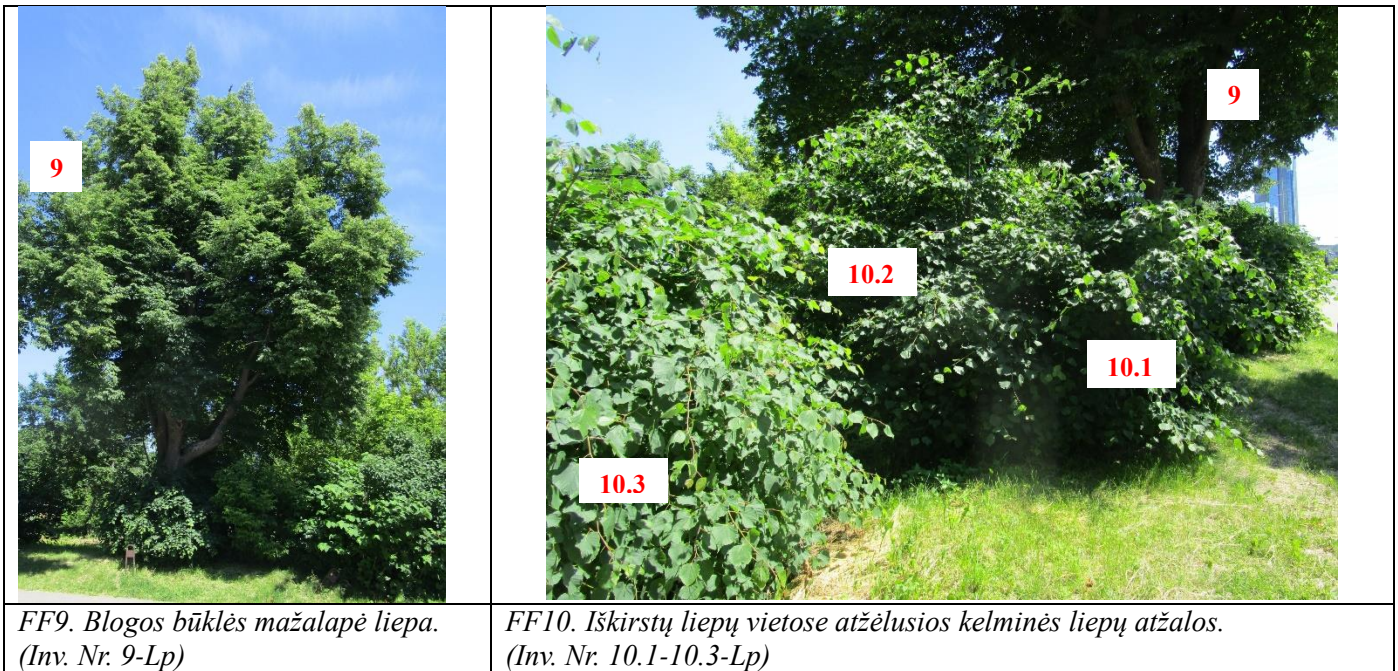 9
9
10.2
10.1
10.3
FF9. Blogos būklės mažalapė liepa.
(Inv. Nr. 9-Lp)
FF10. Iškirstų liepų vietose atžėlusios kelminės liepų atžalos.
(Inv. Nr. 10.1-10.3-Lp)